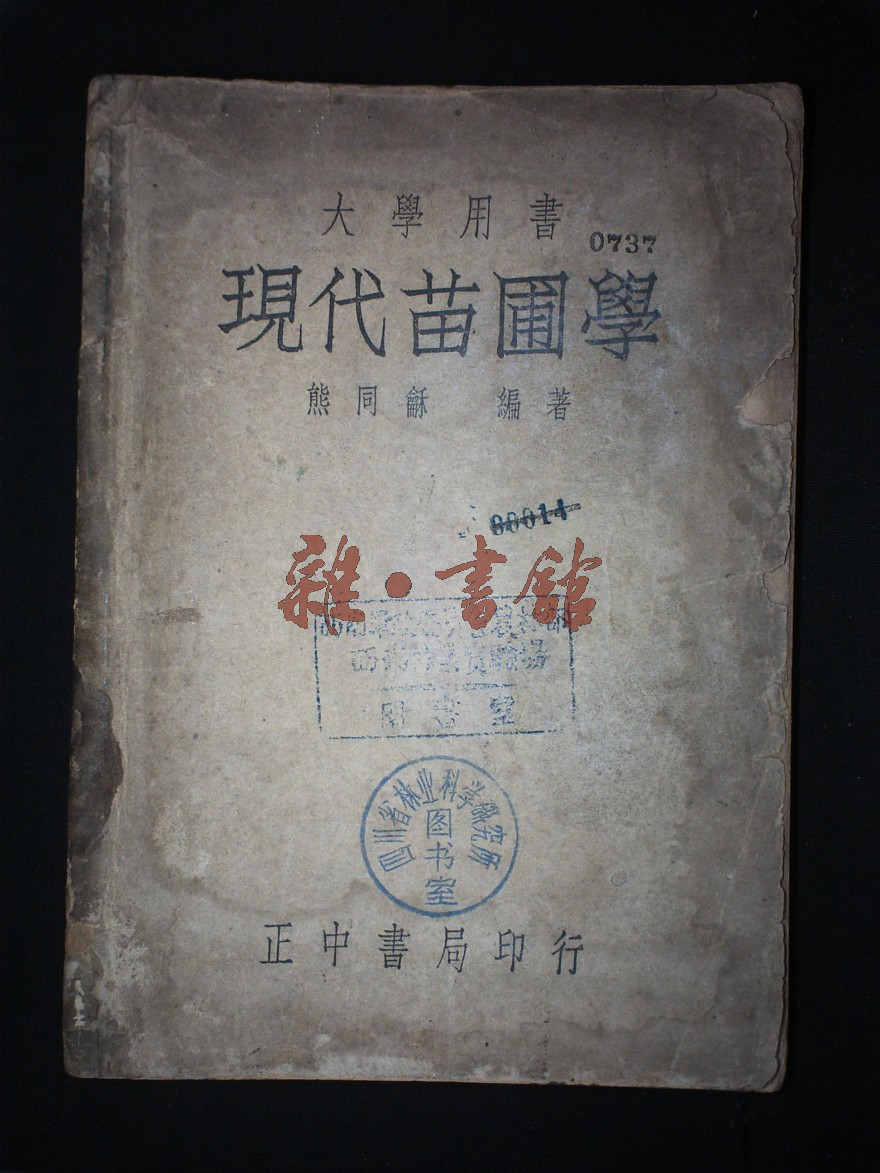 大學用書
0737
現代苗圃學
熊同龢 編著
80014
雜·書館
圖書室
四川省林业科学研究所
图书室
正中書局印行